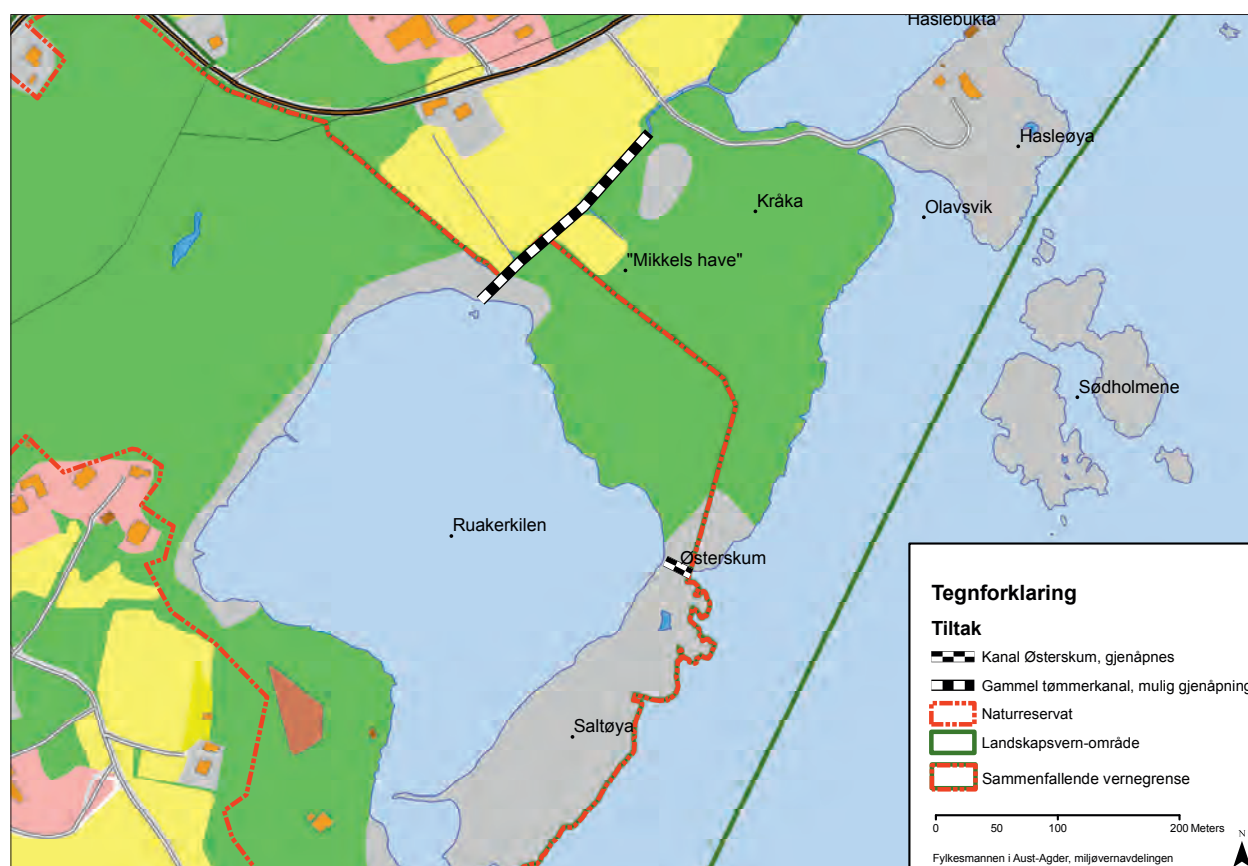 Haslebukta
Hasleøya
Kråka
Olavsvik
"Mikkels have"
Sødholmene
Ruakerkilen
Østerskum
Saltøya
Tegnforklaring
Tiltak
Kanal Østerskum, gjenåpnes
Gammel tømmerkanal, mulig gjenåpning
Naturreservat
Landskapsvern-område
Sammenfallende vernegrense
0 50 100 200 Meters
N
Fylkesmannen i Aust-Agder, miljøvernavdelingen